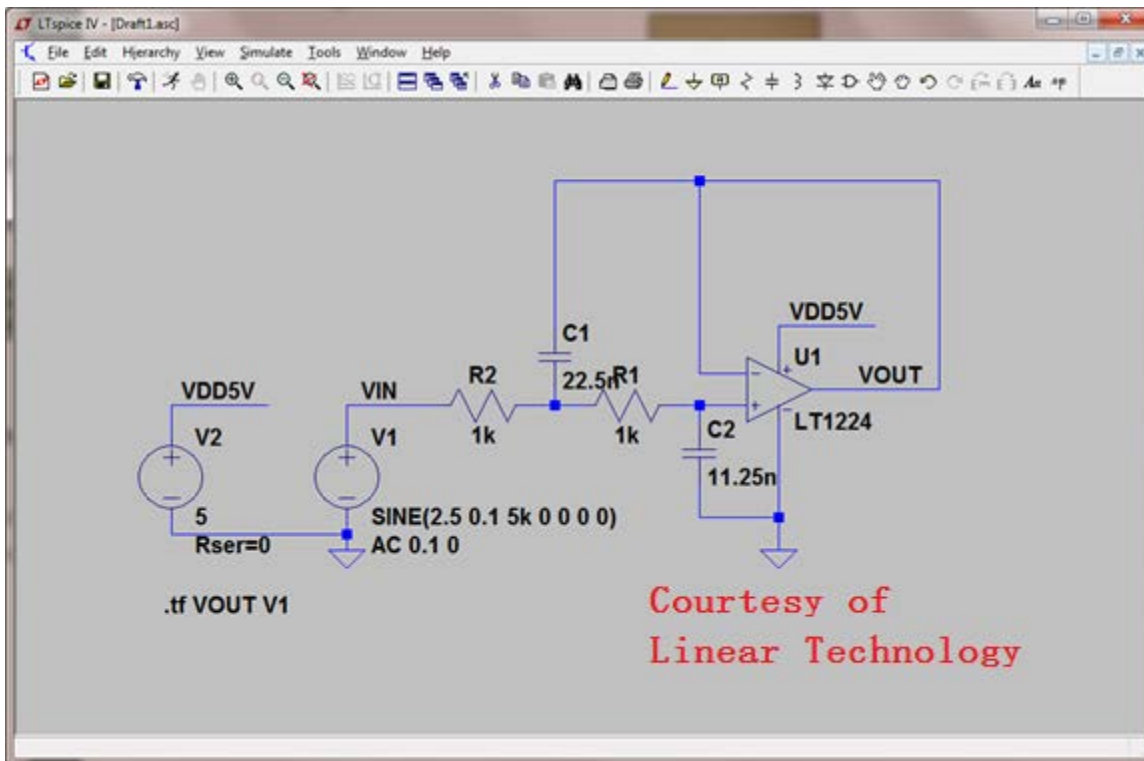 LTspice IV - [Draft1.asc]
File Edit Hierarchy View Simulate Tools Window Help
VDD5V
C1
U1
22.5n
R1
VDD5V
VIN
R2
VOUT
V2
V1
1k
1k
C2
LT1224
11.25n
5
Rser=0
SINE(2.5 0.1 5k 0 0 0 0)
AC 0.1 0
.tf VOUT V1
Courtesy of
Linear Technology